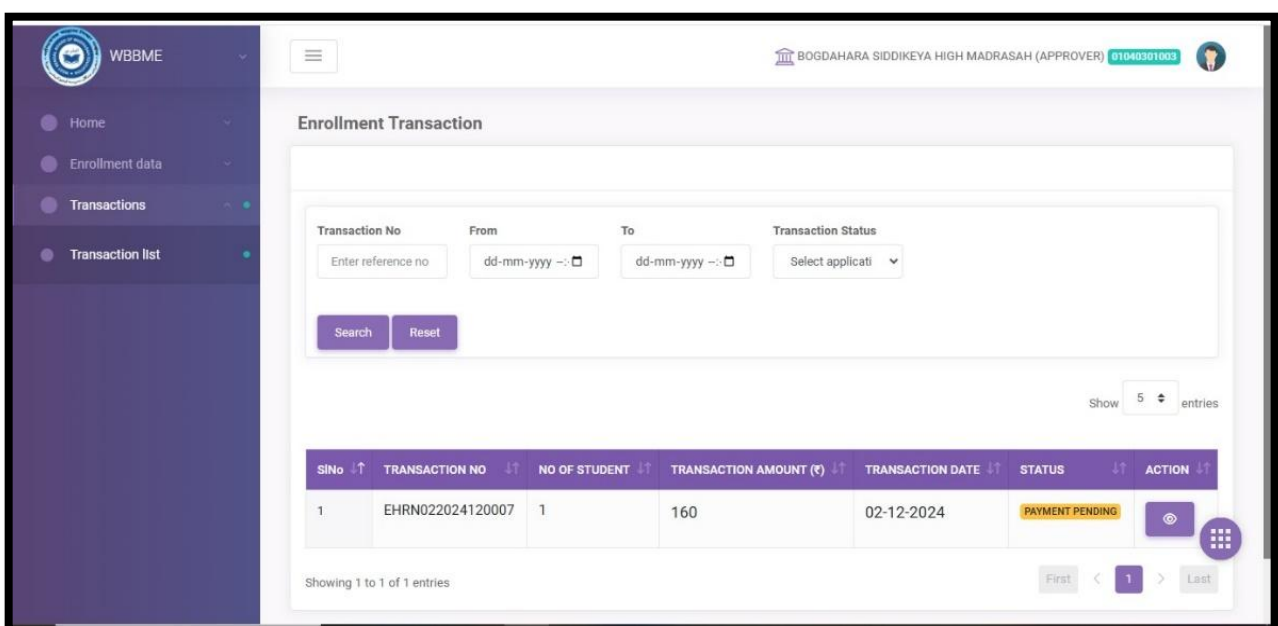 WBBME
BOGDAHARA SIDDIKEYA HIGH MADRASAH (APPROVER) 01040301003
Home
Enrollment data
Transactions
Transaction list
Enrollment Transaction
Transaction No From To Transaction Status
Enter reference no dd-mm-yyyy --:- dd-mm-yyyy --:- Select applicati
Search Reset
Show 5 entries
SlNo TRANSACTION NO NO OF STUDENT TRANSACTION AMOUNT (₹) TRANSACTION DATE STATUS ACTION
1 EHRN022024120007 1 160 02-12-2024 PAYMENT PENDING
Showing 1 to 1 of 1 entries
First < 1 > Last